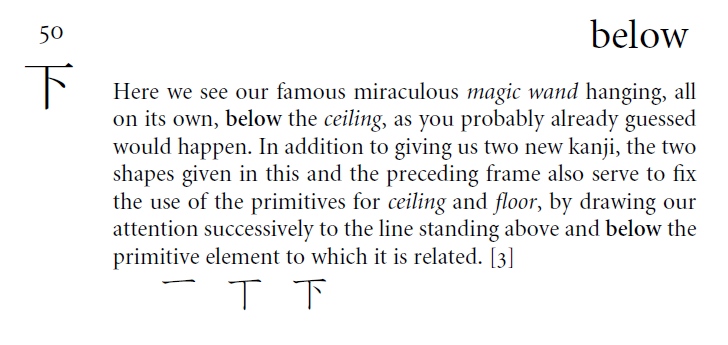 50
below
下
Here we see our famous miraculous magic wand hanging, all
on its own, below the ceiling, as you probably already guessed
would happen. In addition to giving us two new kanji, the two
shapes given in this and the preceding frame also serve to fix
the use of the primitives for ceiling and floor, by drawing our
attention successively to the line standing above and below the
primitive element to which it is related. [3]
一 丅 下